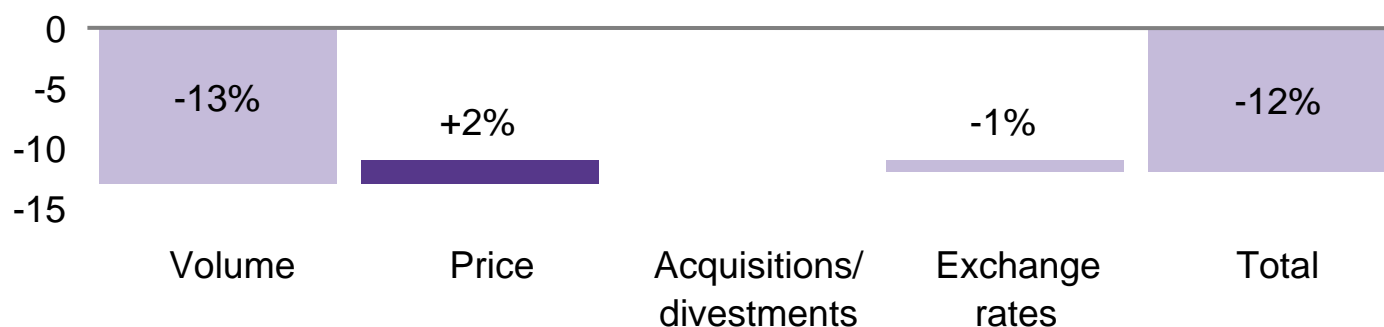 0
-5
-10
-15
-13%
+2%
-1%
-12%
Volume
Price
Acquisitions/
divestments
Exchange
rates
Total